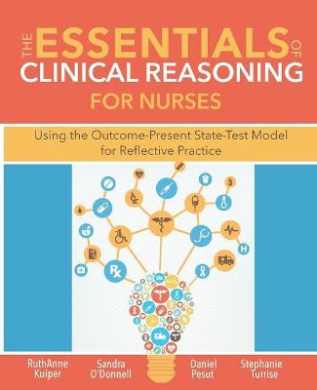 THE ESSENTIALS OF
CLINICAL REASONING
FOR NURSES
Using the Outcome-Present State-Test Model
for Reflective Practice
H
Rx
RuthAnne Kuiper
Sandra O'Donnell
Daniel Pesut
Stephanie Turrise